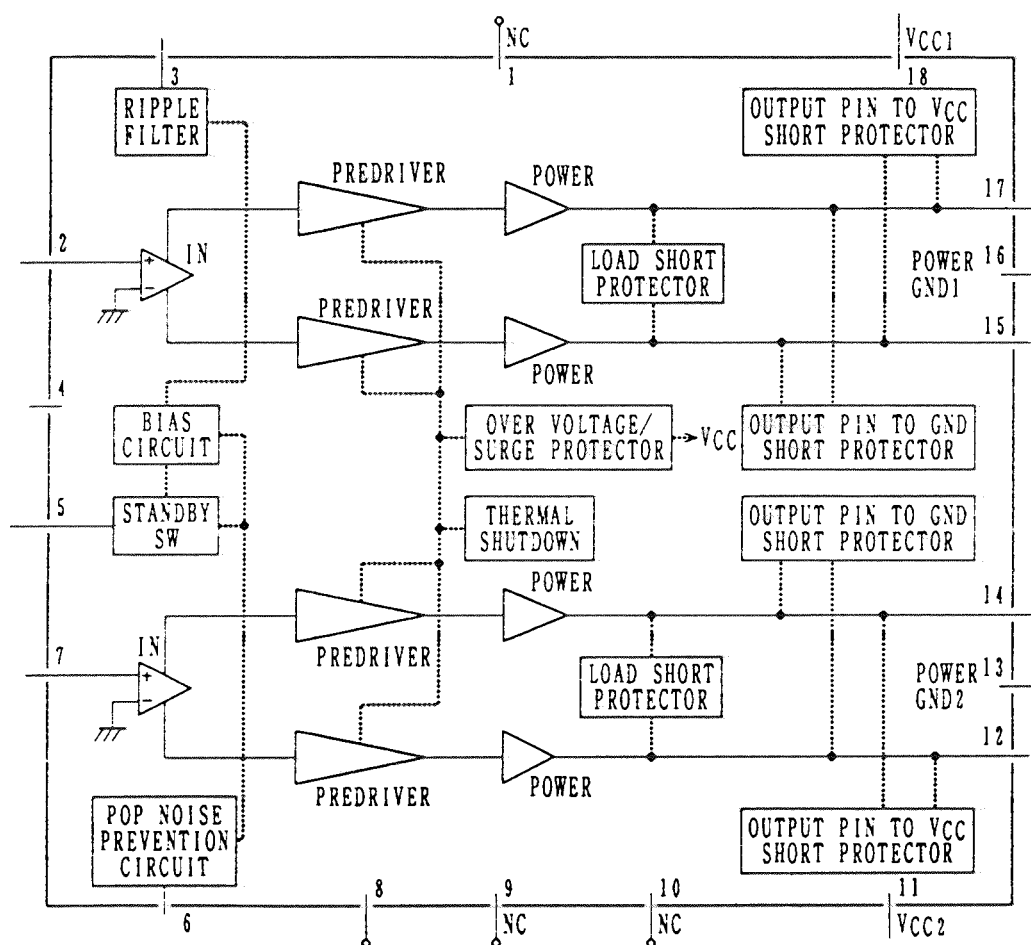 NC
VCC1
3
1
18
RIPPLE
FILTER
OUTPUT PIN TO VCC
SHORT PROTECTOR
PREDRIVER
POWER
17
2
+
IN
−
LOAD SHORT
PROTECTOR
POWER
GND1
16
PREDRIVER
POWER
15
4
BIAS
CIRCUIT
OVER VOLTAGE/
SURGE PROTECTOR
VCC
OUTPUT PIN TO GND
SHORT PROTECTOR
5
STANDBY
SW
THERMAL
SHUTDOWN
OUTPUT PIN TO GND
SHORT PROTECTOR
POWER
14
7
IN
+
−
PREDRIVER
LOAD SHORT
PROTECTOR
POWER
GND2
13
12
PREDRIVER
POWER
POP NOISE
PREVENTION
CIRCUIT
OUTPUT PIN TO VCC
SHORT PROTECTOR
6
8
9
NC
10
NC
11
VCC2